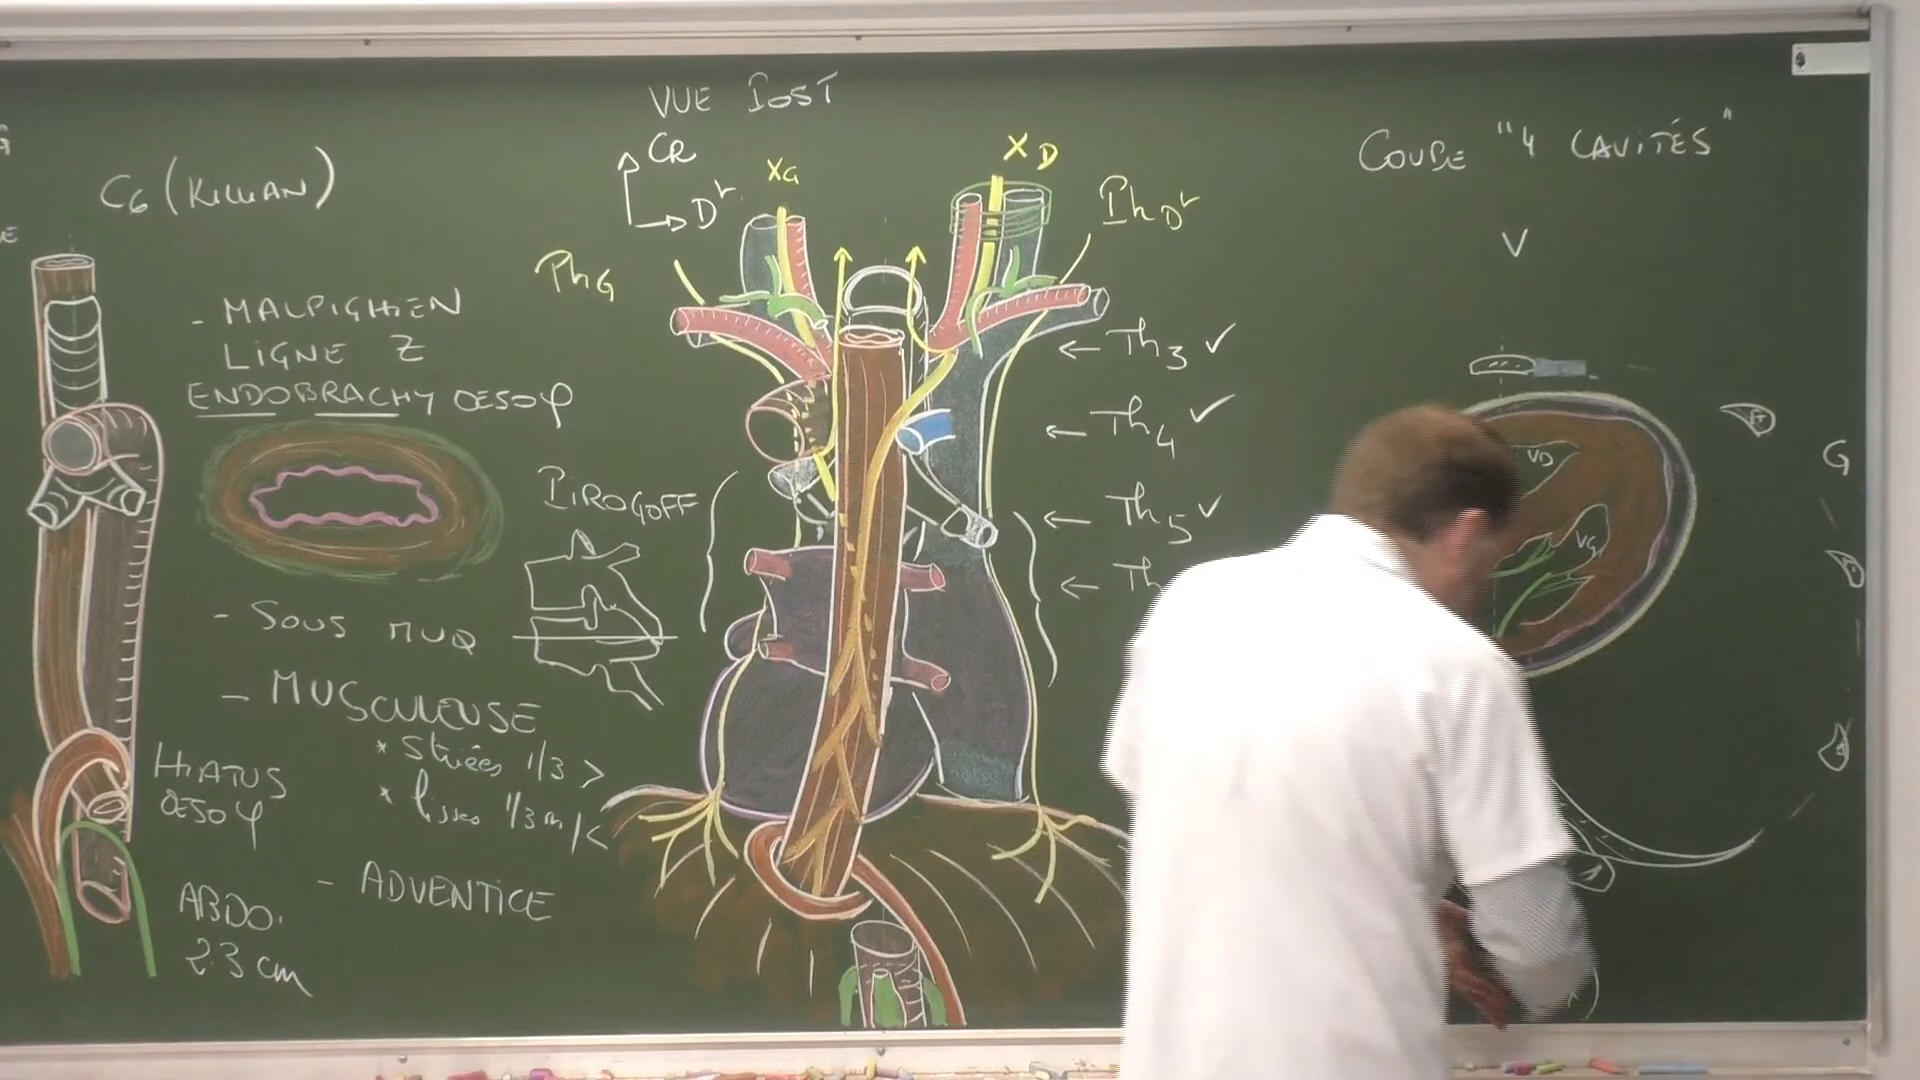 C6 (KILLIAN)
- MALPIGHIEN
LIGNE Z
ENDOBRACHY OESOφ
- SOUS MUQ
- MUSCULEUSE
* Striées 1/3 >
* lisses 1/3 m/<
- ADVENTICE
HIATUS
OESOφ
ABDO.
2.3 cm
VUE POST
CR
Dr
XG
XD
PhG
PhDr
PIROGOFF
← Th3 ✓
← Th4 ✓
← Th5 ✓
← Th
COUPE "4 CAVITÉS"
V
VD
VG
G